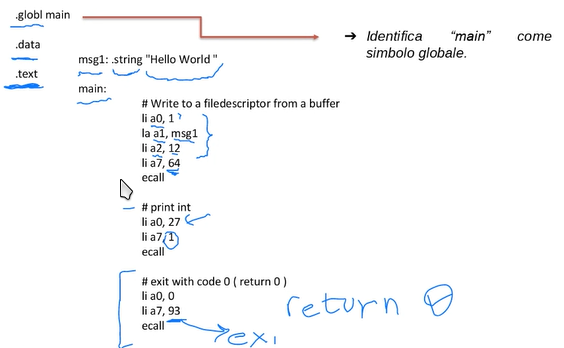 .globl main
➔ Identifica “main” come
simbolo globale.
.data
msg1: .string "Hello World "
.text
main:
# Write to a filedescriptor from a buffer
li a0, 1
la a1, msg1
li a2, 12
li a7, 64
ecall
# print int
li a0, 27
li a7, 1
ecall
# exit with code 0 ( return 0 )
li a0, 0
li a7, 93
ecall
return 0
exi